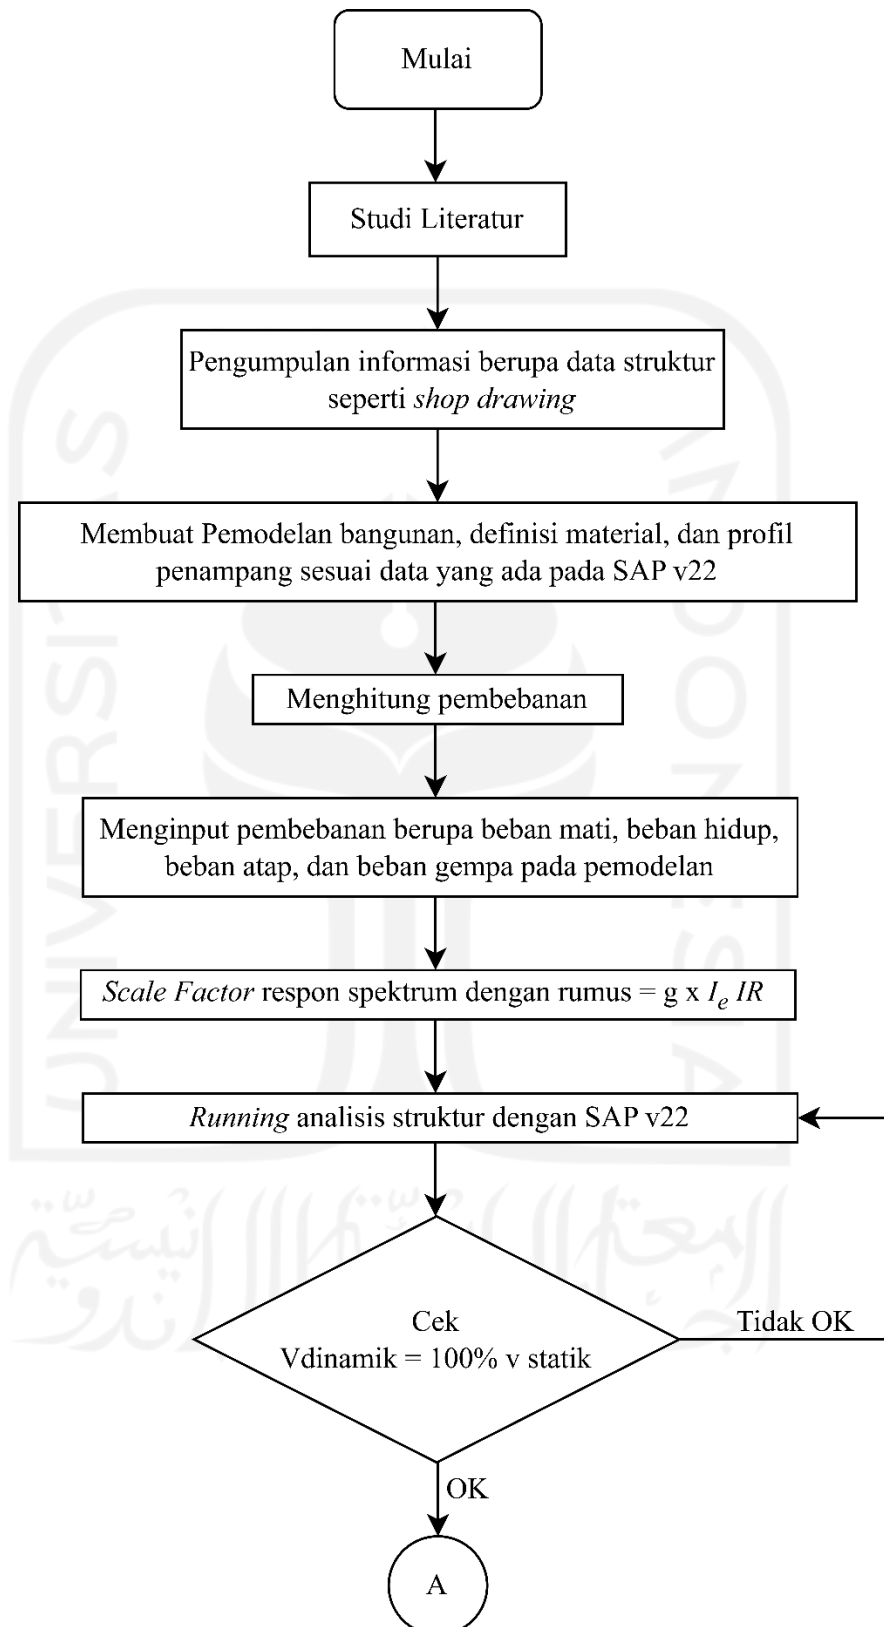 Mulai
Studi Literatur
Pengumpulan informasi berupa data struktur
seperti shop drawing
Membuat Pemodelan bangunan, definisi material, dan profil
penampang sesuai data yang ada pada SAP v22
Menghitung pembebanan
Menginput pembebanan berupa beban mati, beban hidup,
beban atap, dan beban gempa pada pemodelan
Scale Factor respon spektrum dengan rumus = g x Iₑ IR
Running analisis struktur dengan SAP v22
Cek
Vdinamik = 100% v statik
Tidak OK
OK
A
UNIVERSITAS
INDONESIA